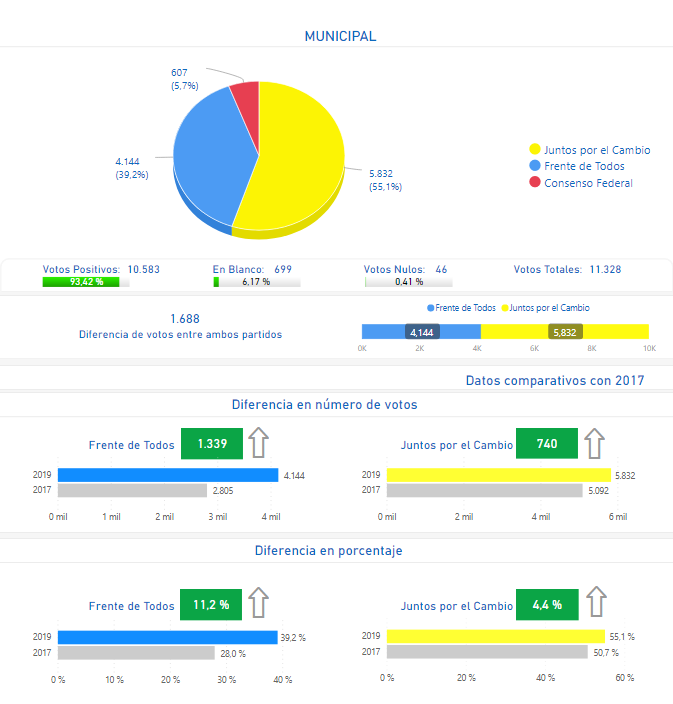 MUNICIPAL
607
(5,7%)
4.144
(39,2%)
5.832
(55,1%)
Juntos por el Cambio
Frente de Todos
Consenso Federal
Votos Positivos: 10.583
93,42 %
En Blanco: 699
6,17 %
Votos Nulos: 46
0,41 %
Votos Totales: 11.328
1.688
Diferencia de votos entre ambos partidos
Frente de Todos Juntos por el Cambio
4,144 5,832
0K 2K 4K 6K 8K 10K
Datos comparativos con 2017
Diferencia en número de votos
Frente de Todos 1.339
2019 4.144
2017 2.805
0 mil 1 mil 2 mil 3 mil 4 mil
Juntos por el Cambio 740
2019 5.832
2017 5.092
0 mil 2 mil 4 mil 6 mil
Diferencia en porcentaje
Frente de Todos 11,2 %
2019 39,2 %
2017 28,0 %
0 % 10 % 20 % 30 % 40 %
Juntos por el Cambio 4,4 %
2019 55,1 %
2017 50,7 %
0 % 20 % 40 % 60 %